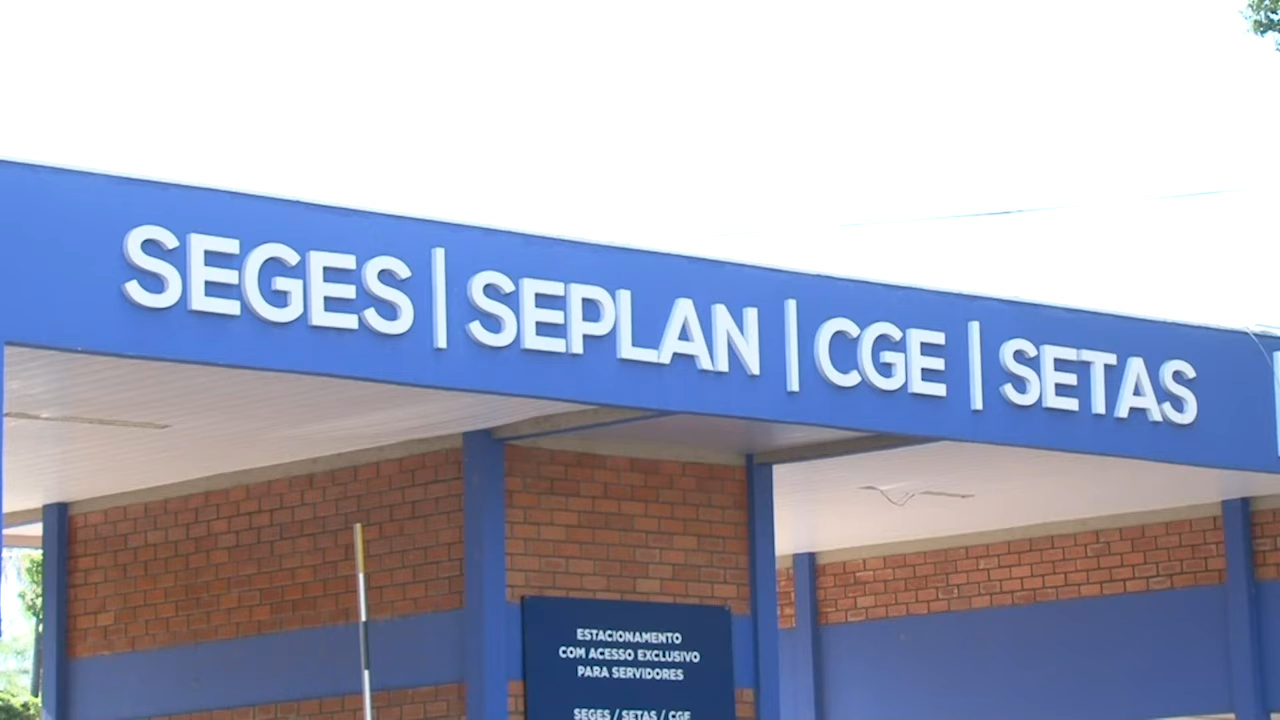 SEGES | SEPLAN | CGE | SETAS
ESTACIONAMENTO
COM ACESSO EXCLUSIVO
PARA SERVIDORES
SEGES / SETAS / CGE